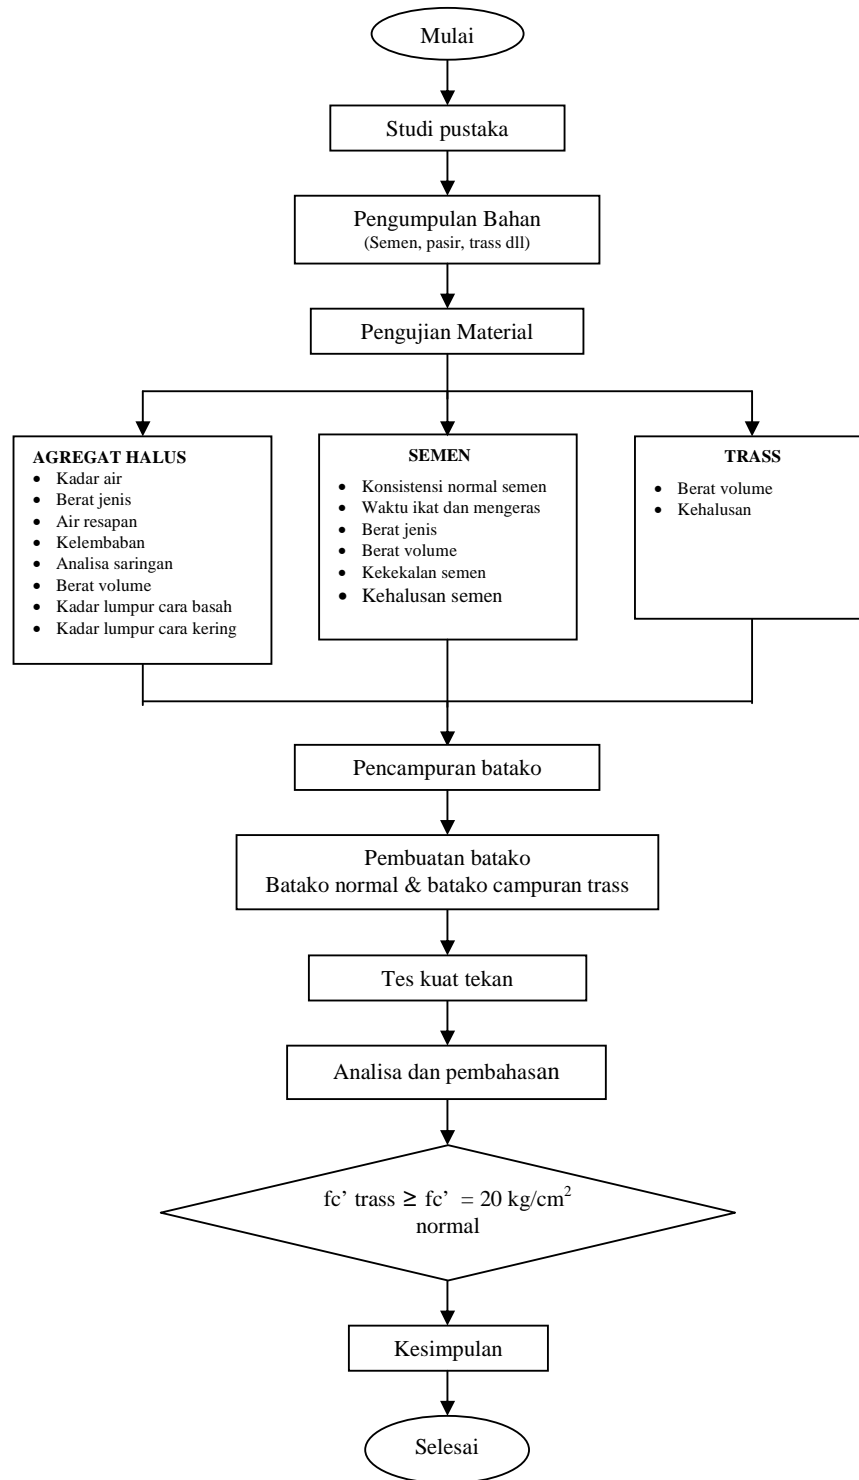 Mulai
Studi pustaka
Pengumpulan Bahan
(Semen, pasir, trass dll)
Pengujian Material
AGREGAT HALUS
• Kadar air
• Berat jenis
• Air resapan
• Kelembaban
• Analisa saringan
• Berat volume
• Kadar lumpur cara basah
• Kadar lumpur cara kering
SEMEN
• Konsistensi normal semen
• Waktu ikat dan mengeras
• Berat jenis
• Berat volume
• Kekekalan semen
• Kehalusan semen
TRASS
• Berat volume
• Kehalusan
Pencampuran batako
Pembuatan batako
Batako normal & batako campuran trass
Tes kuat tekan
Analisa dan pembahasan
fc’ trass ≥ fc’ = 20 kg/cm²
normal
Kesimpulan
Selesai